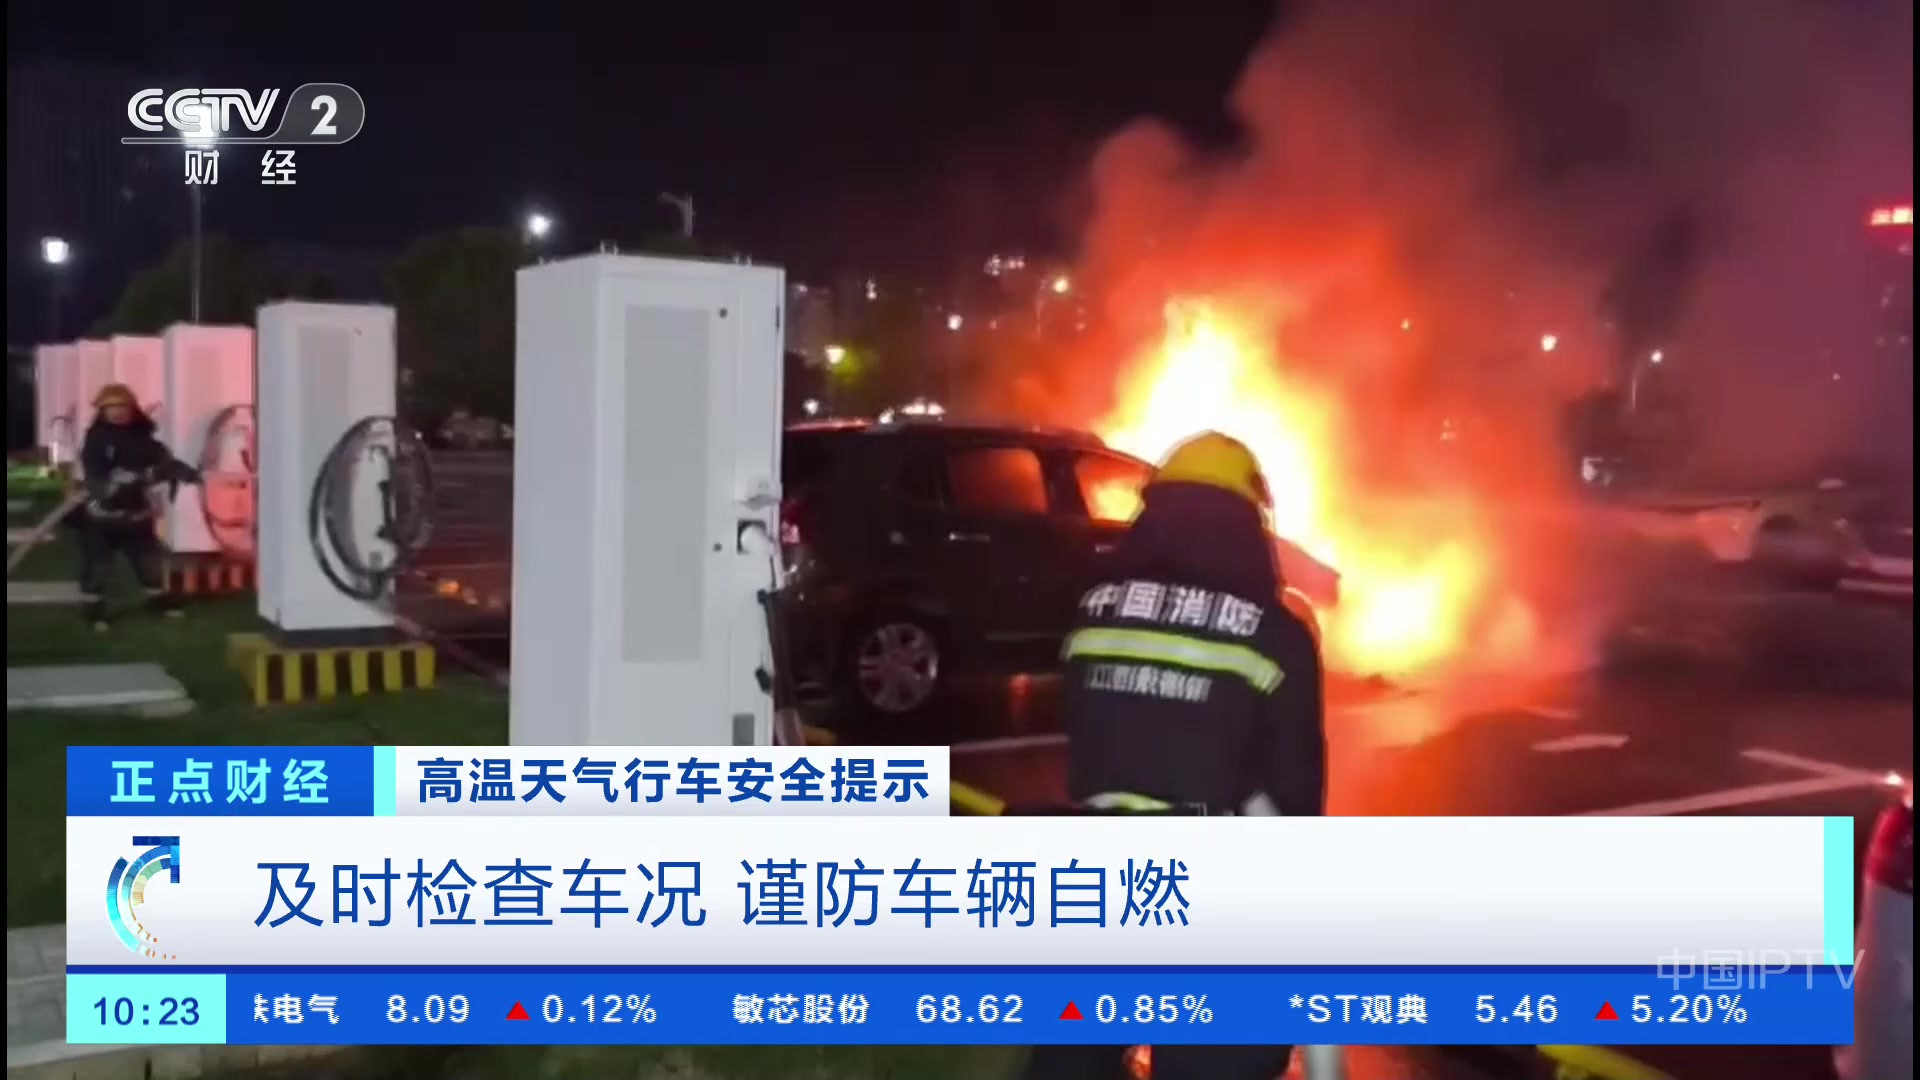 CCTV 2
财 经
中国消防
正点财经
高温天气行车安全提示
及时检查车况 谨防车辆自燃
中国IPTV
10:23 电气 8.09 ▲0.12% 敏芯股份 68.62 ▲0.85% *ST观典 5.46 ▲5.20%